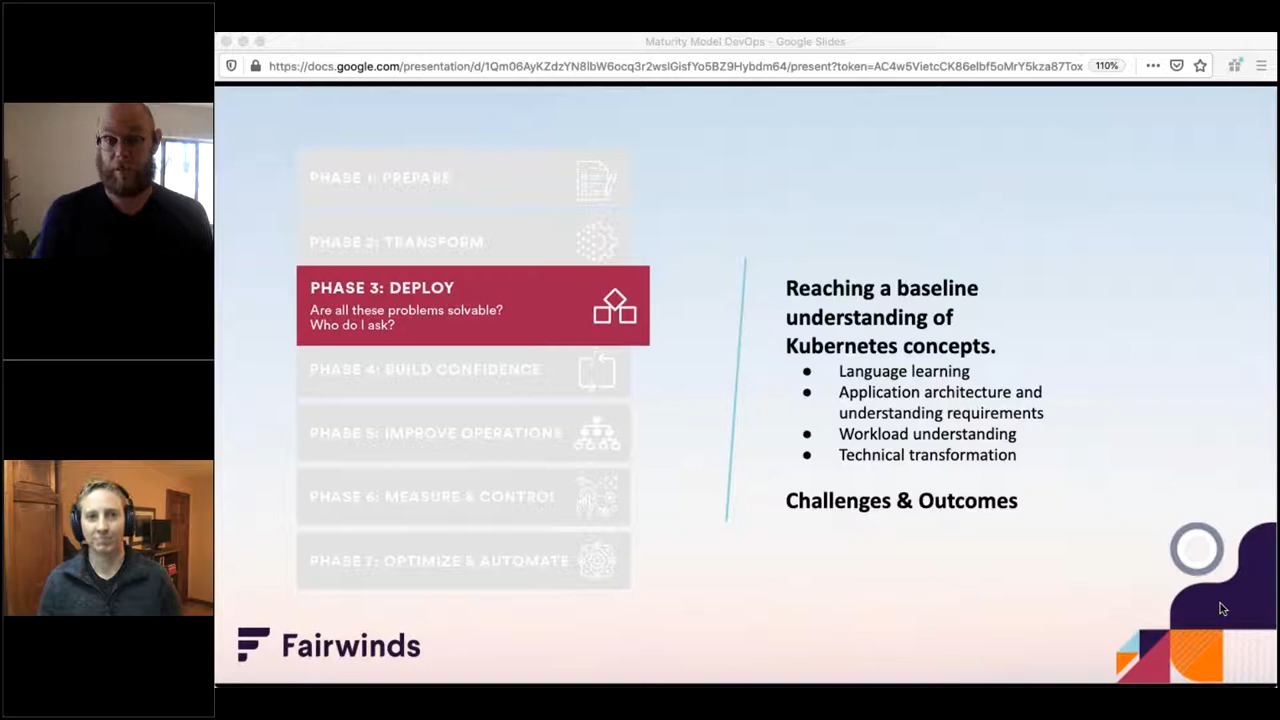 Maturity Model DevOps - Google Slides
https://docs.google.com/presentation/d/1Qm06AyKZdzYN8lbW6ocq3r2wslGisfYo5BZ9Hybdm64/present?token=AC4w5VietcCK86elbf5oMrY5kza87Tox
110%
PHASE 1: PREPARE
PHASE 2: TRANSFORM
PHASE 3: DEPLOY
Are all these problems solvable?
Who do I ask?
PHASE 4: BUILD CONFIDENCE
PHASE 5: IMPROVE OPERATIONS
PHASE 6: MEASURE & CONTROL
PHASE 7: OPTIMIZE & AUTOMATE
Reaching a baseline
understanding of
Kubernetes concepts.
● Language learning
● Application architecture and
understanding requirements
● Workload understanding
● Technical transformation
Challenges & Outcomes
Fairwinds